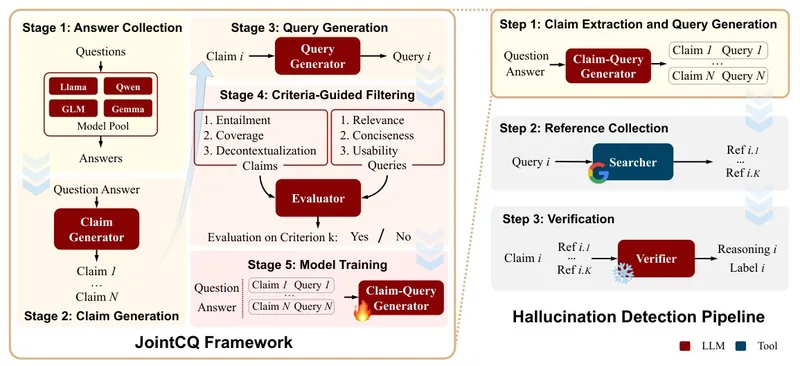 Stage 1: Answer Collection
Questions
Llama
Qwen
GLM
Gemma
Model Pool
Answers
Question Answer
Claim
Generator
Claim 1
...
Claim N
Stage 2: Claim Generation
Stage 3: Query Generation
Claim i
Query
Generator
Query i
Stage 4: Criteria-Guided Filtering
1. Entailment
2. Coverage
3. Decontextualization
1. Relevance
2. Conciseness
3. Usability
Claims
Queries
Evaluator
Evaluation on Criterion k: Yes / No
Stage 5: Model Training
Question
Answer
Claim 1 Query 1
...
Claim N Query N
Claim-Query
Generator
JointCQ Framework
Step 1: Claim Extraction and Query Generation
Question
Answer
Claim-Query
Generator
Claim 1 Query 1
...
Claim N Query N
Step 2: Reference Collection
Query i
Searcher
Ref i.1
...
Ref i.K
Step 3: Verification
Claim i
Ref i.1
...
Ref i.K
Verifier
Reasoning i
Label i
Hallucination Detection Pipeline
LLM
Tool